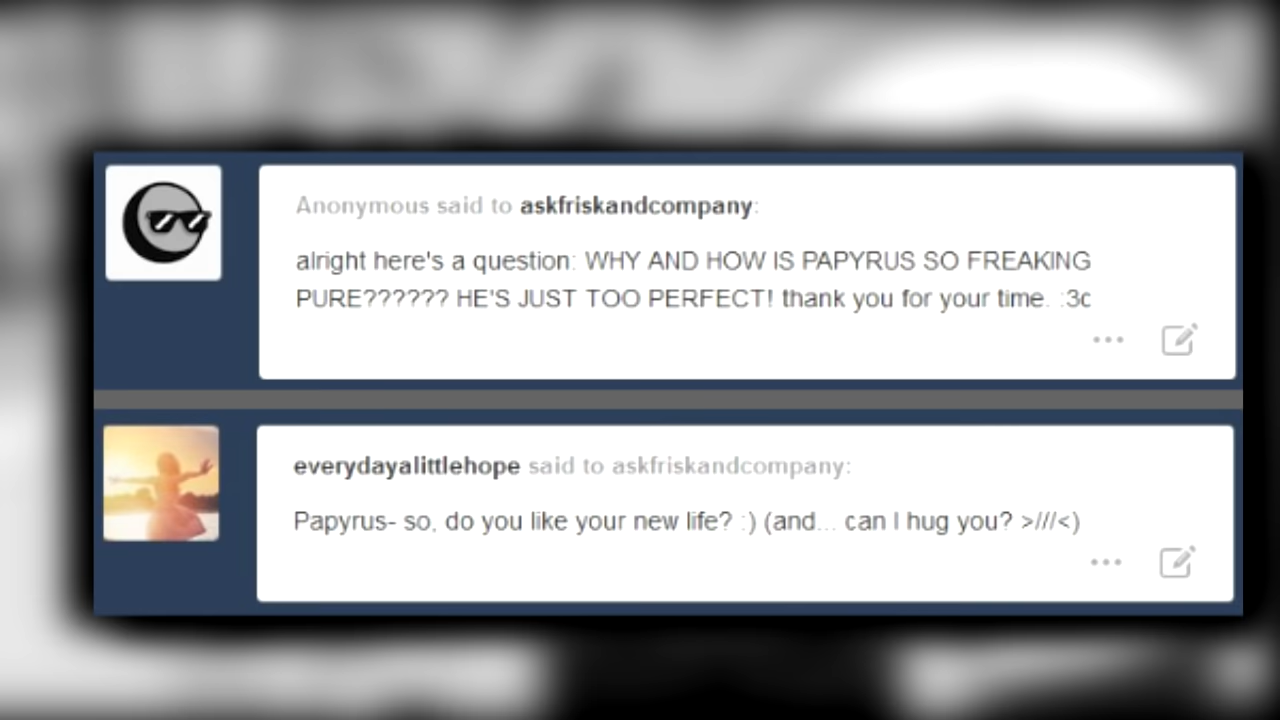 Anonymous said to askfriskandcompany:
alright here's a question: WHY AND HOW IS PAPYRUS SO FREAKING
PURE?????? HE'S JUST TOO PERFECT! thank you for your time. :3c
everydayalittlehope said to askfriskandcompany:
Papyrus- so, do you like your new life? :) (and... can I hug you? >///<)